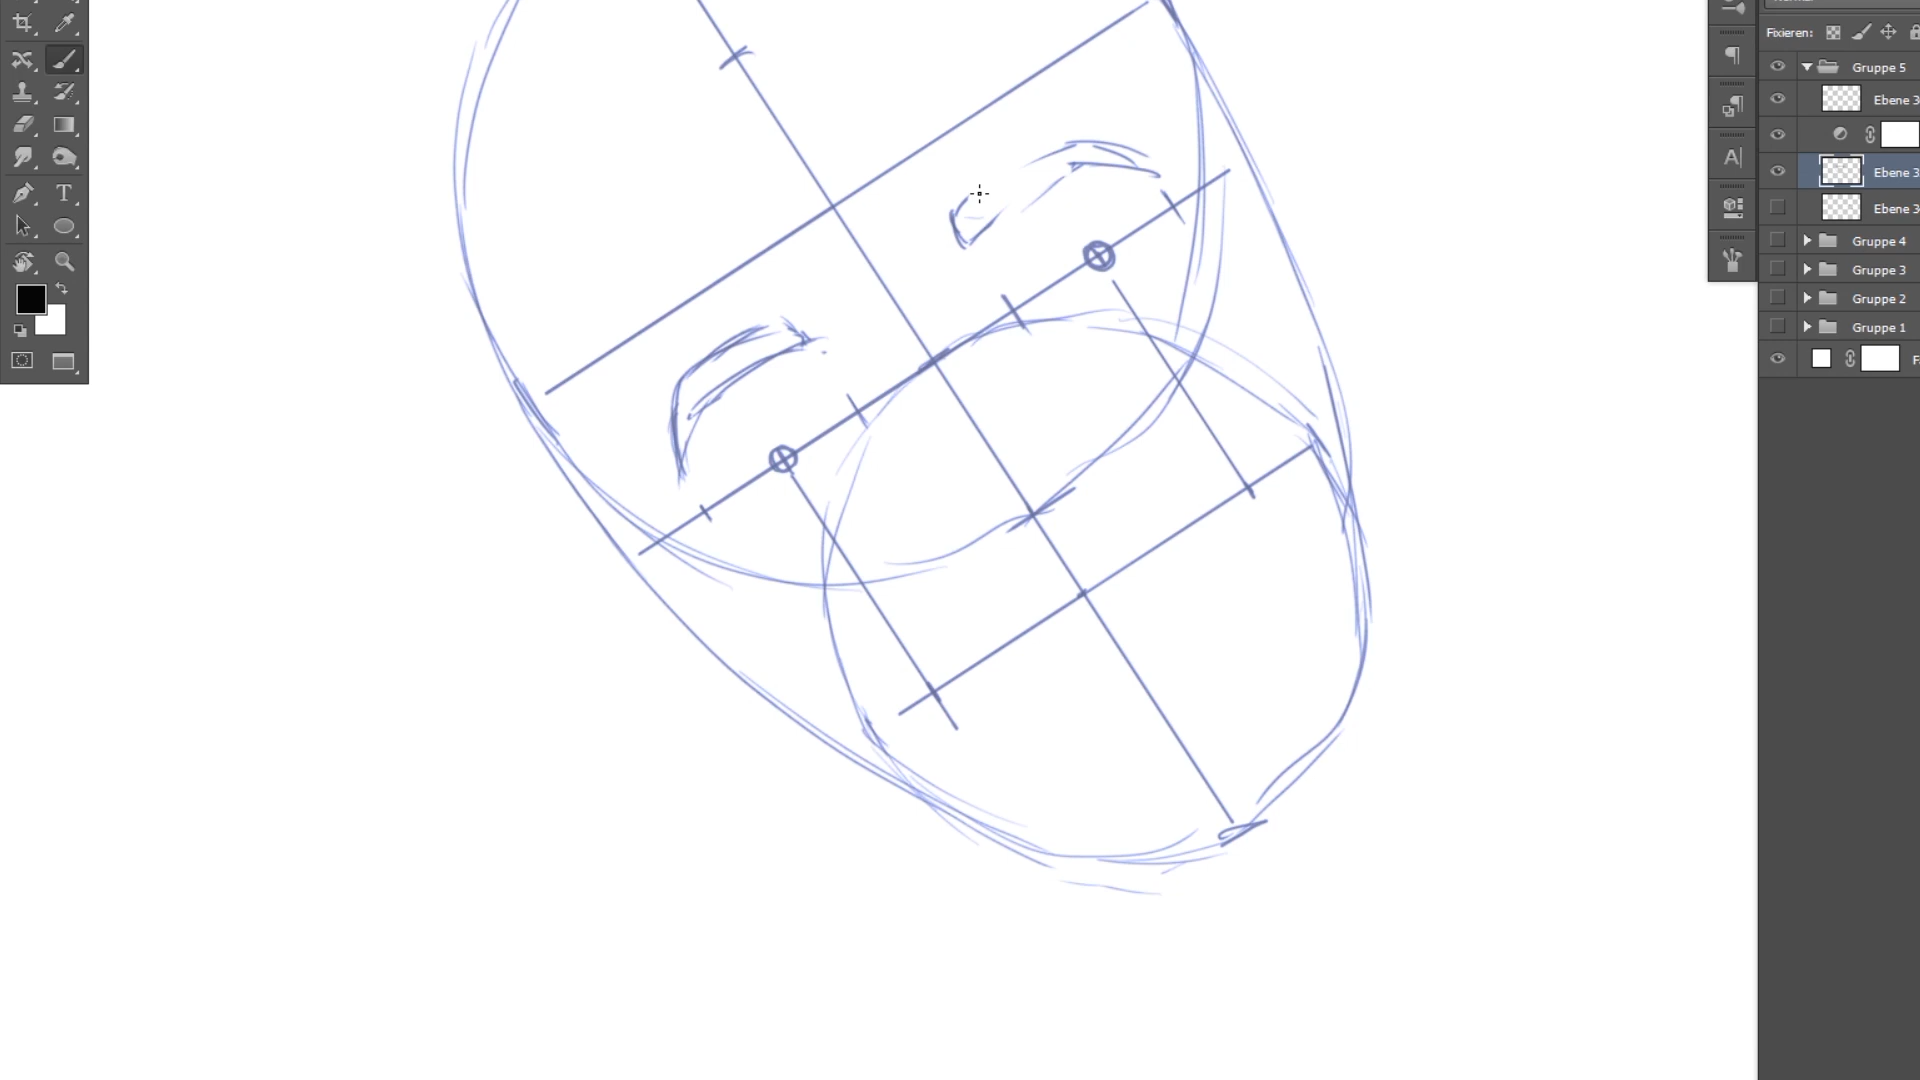 Fixieren:
Gruppe 5
Ebene 3
Ebene 3
Ebene 3
Gruppe 4
Gruppe 3
Gruppe 2
Gruppe 1
F